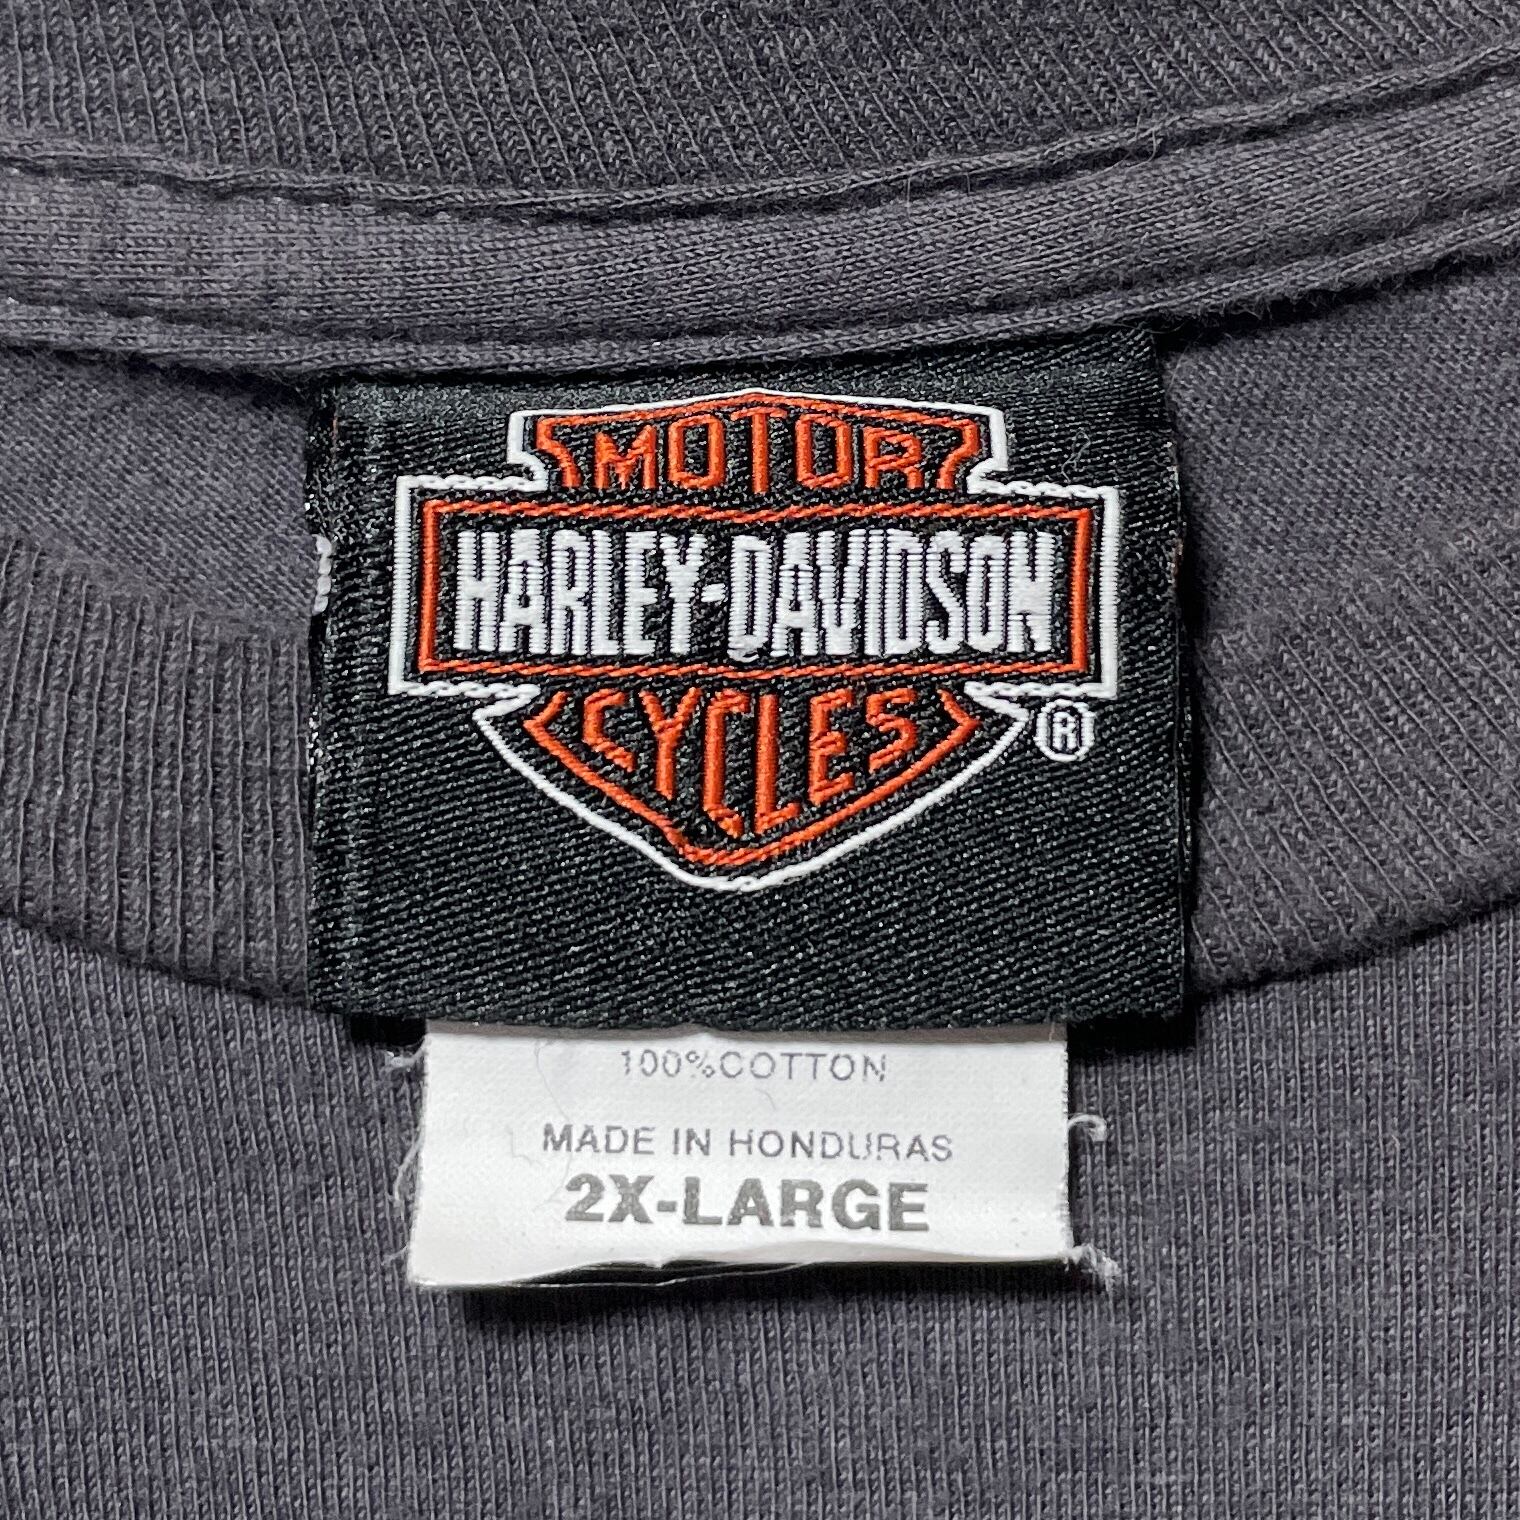 MOTOR
HARLEY-DAVIDSON
CYCLES
®
100%COTTON
MADE IN HONDURAS
2X-LARGE